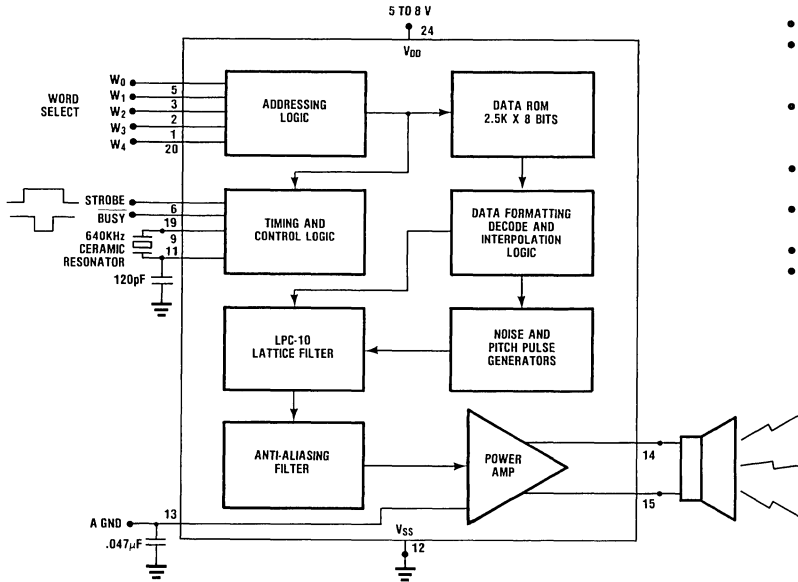 5 TO 8 V
24
VDD
WORD
SELECT
W0
W1
W2
W3
W4
5
3
2
1
20
ADDRESSING
LOGIC
DATA ROM
2.5K X 8 BITS
STROBE
BUSY
6
19
9
11
640KHz
CERAMIC
RESONATOR
120pF
TIMING AND
CONTROL LOGIC
DATA FORMATTING
DECODE AND
INTERPOLATION
LOGIC
LPC-10
LATTICE FILTER
NOISE AND
PITCH PULSE
GENERATORS
ANTI-ALIASING
FILTER
POWER
AMP
14
15
13
A GND
.047µF
VSS
12